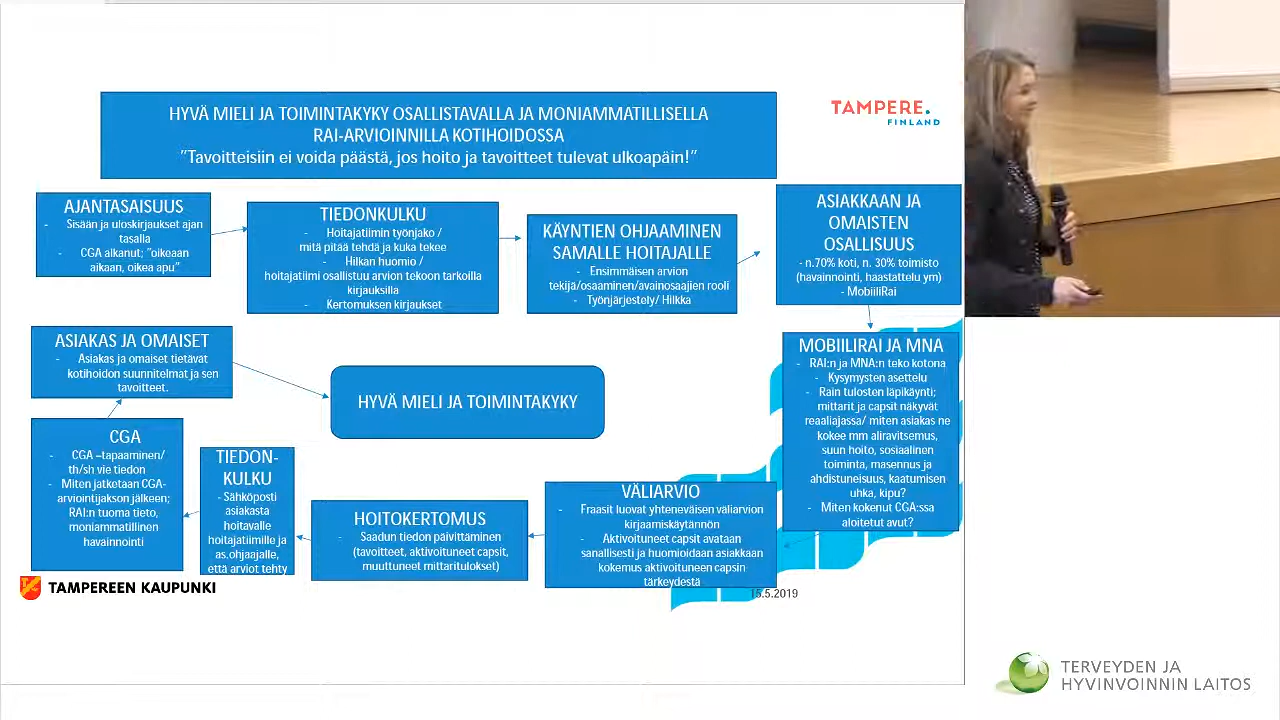 HYVÄ MIELI JA TOIMINTAKYKY OSALLISTAVALLA JA MONIAMMATILLISELLA
RAI-ARVIOINNILLA KOTIHOIDOSSA
”Tavoitteisiin ei voida päästä, jos hoito ja tavoitteet tulevat ulkoapäin!”
TAMPERE.
FINLAND
AJANTASAISUUS
- Sisään ja uloskirjaukset ajan
tasalla
- CGA alkanut; ”oikeaan
aikaan, oikea apu”
TIEDONKULKU
- Hoitajatiimin työnjako /
mitä pitää tehdä ja kuka tekee
- Hilkan huomio /
hoitajatiimi osallistuu arvion tekoon tarkoilla
kirjauksilla
- Kertomuksen kirjaukset
KÄYNTIEN OHJAAMINEN
SAMALLE HOITAJALLE
- Ensimmäisen arvion
tekijä/osaaminen/avainosaajien rooli
- Työnjärjestely/ Hilkka
ASIAKKAAN JA
OMAISTEN
OSALLISUUS
- n.70% koti, n. 30% toimisto
(havainnointi, haastattelu ym)
- MobiiliRai
MOBIILIRAI JA MNA
- RAI:n ja MNA:n teko kotona
- Kysymysten asettelu
- Rain tulosten läpikäynti;
mittarit ja capsit näkyvät
reaaliajassa/ miten asiakas ne
kokee mm aliravitsemus,
suun hoito, sosiaalinen
toiminta, masennus ja
ahdistuneisuus, kaatumisen
uhka, kipu?
- Miten kokenut CGA:ssa
aloitetut avut?
VÄLIARVIO
- Fraasit luovat yhteneväisen väliarvion
kirjaamiskäytännön
- Aktivoituneet capsit avataan
sanallisesti ja huomioidaan asiakkaan
kokemus aktivoituneen capsin
tärkeydestä
HOITOKERTOMUS
- Saadun tiedon päivittäminen
(tavoitteet, aktivoituneet capsit,
muuttuneet mittaritulokset)
TIEDON-
KULKU
- Sähköposti
asiakasta
hoitavalle
hoitajatiimille ja
as.ohjaajalle,
että arviot tehty
CGA
- CGA –tapaaminen/
th/sh vie tiedon
- Miten jatketaan CGA-
arviointijakson jälkeen;
RAI:n tuoma tieto,
moniammatillinen
havainnointi
ASIAKAS JA OMAISET
- Asiakas ja omaiset tietävät
kotihoidon suunnitelmat ja sen
tavoitteet.
HYVÄ MIELI JA TOIMINTAKYKY
TAMPEREEN KAUPUNKI
15.5.2019
TERVEYDEN JA
HYVINVOINNIN LAITOS